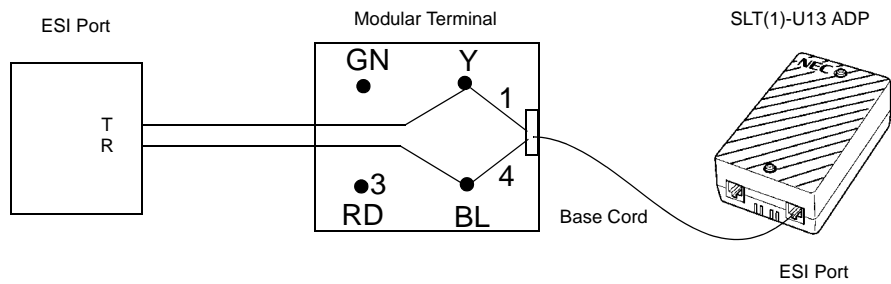 ESI Port
Modular Terminal
SLT(1)-U13 ADP
GN
Y
NEC
1
T
R
3
4
RD
BL
Base Cord
ESI Port